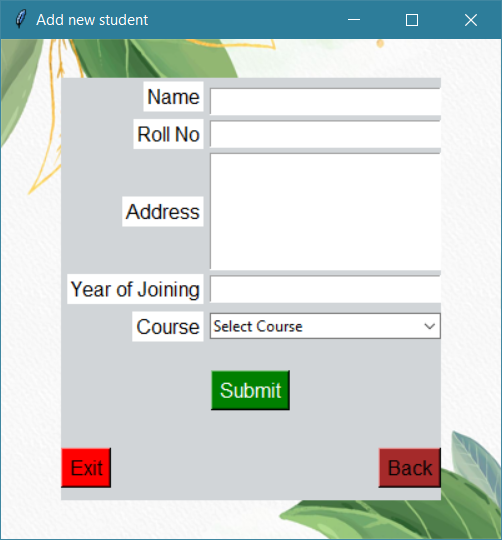 Add new student
Name
Roll No
Address
Year of Joining
Course Select Course
Submit
Exit Back